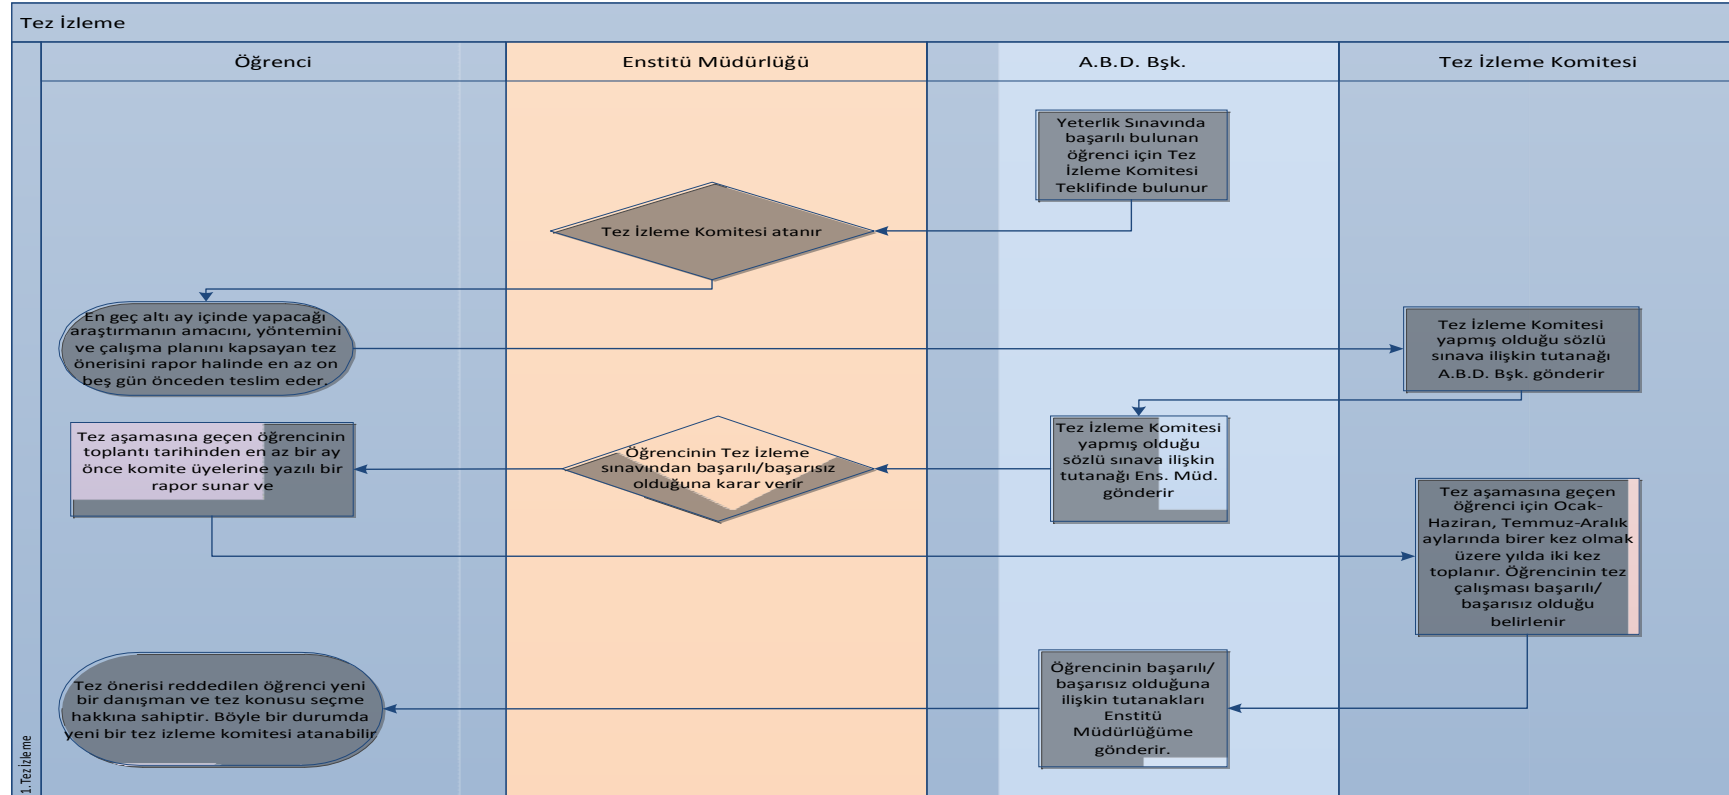 Tez İzleme
Öğrenci
Enstitü Müdürlüğü
A.B.D. Bşk.
Tez İzleme Komitesi
Yeterlik Sınavında
başarılı bulunan
öğrenci için Tez
İzleme Komitesi
Teklifinde bulunur
Tez İzleme Komitesi atanır
En geç altı ay içinde yapacağı
araştırmanın amacını, yöntemini
ve çalışma planını kapsayan tez
önerisini rapor halinde en az on
beş gün önceden teslim eder.
Tez İzleme Komitesi
yapmış olduğu sözlü
sınava ilişkin tutanağı
A.B.D. Bşk. gönderir
Tez İzleme Komitesi
yapmış olduğu
sözlü sınava ilişkin
tutanağı Ens. Müd.
gönderir
Öğrencinin Tez İzleme
sınavından başarılı/başarısız
olduğuna karar verir
Tez aşamasına geçen öğrencinin
toplantı tarihinden en az bir ay
önce komite üyelerine yazılı bir
rapor sunar ve
Tez aşamasına geçen
öğrenci için Ocak-
Haziran, Temmuz-Aralık
aylarında birer kez olmak
üzere yılda iki kez
toplanır. Öğrencinin tez
çalışması başarılı/
başarısız olduğu
belirlenir
Öğrencinin başarılı/
başarısız olduğuna
ilişkin tutanakları
Enstitü
Müdürlüğüme
gönderir.
Tez önerisi reddedilen öğrenci yeni
bir danışman ve tez konusu seçme
hakkına sahiptir. Böyle bir durumda
yeni bir tez izleme komitesi atanabilir
1.Tez İzleme